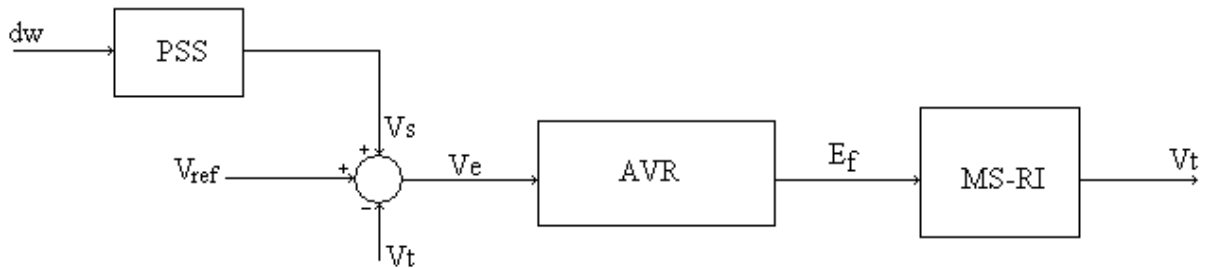 dw
PSS
Vs
Vref
Ve
AVR
Ef
MS-RI
Vt
Vt
+
+
-